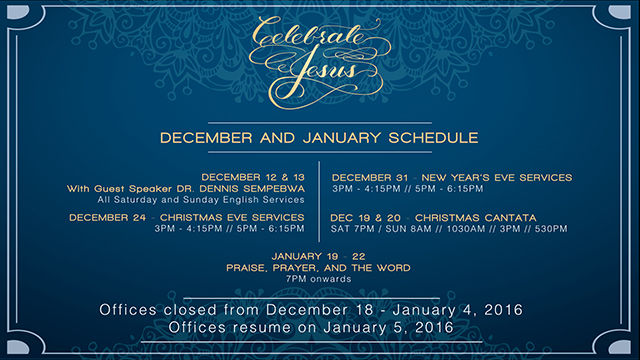 Celebrate
Jesus
DECEMBER AND JANUARY SCHEDULE
DECEMBER 12 & 13
With Guest Speaker DR. DENNIS SEMPEBWA
All Saturday and Sunday English Services
DECEMBER 24 - CHRISTMAS EVE SERVICES
3PM - 4:15PM // 5PM - 6:15PM
DECEMBER 31 - NEW YEAR'S EVE SERVICES
3PM - 4:15PM // 5PM - 6:15PM
DEC 19 & 20 - CHRISTMAS CANTATA
SAT 7PM / SUN 8AM // 1030AM // 3PM // 530PM
JANUARY 19 - 22
PRAISE, PRAYER, AND THE WORD
7PM onwards
Offices closed from December 18 - January 4, 2016
Offices resume on January 5, 2016